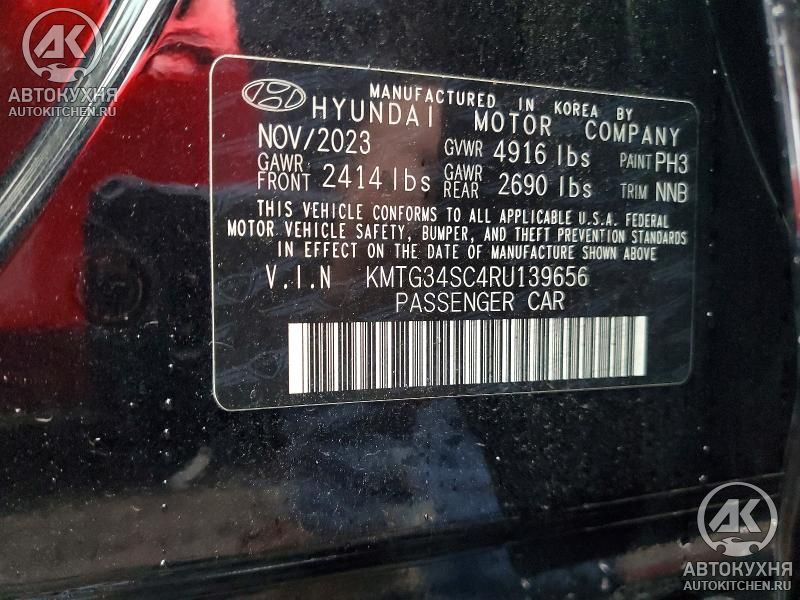 АК
АВТОКУХНЯ
AUTOKITCHEN.RU
MANUFACTURED IN KOREA BY
HYUNDAI MOTOR COMPANY
NOV/2023 GVWR 4916 lbs PAINT PH3
GAWR FRONT 2414 lbs GAWR REAR 2690 lbs TRIM NNB
THIS VEHICLE CONFORMS TO ALL APPLICABLE U.S.A. FEDERAL
MOTOR VEHICLE SAFETY, BUMPER, AND THEFT PREVENTION STANDARDS
IN EFFECT ON THE DATE OF MANUFACTURE SHOWN ABOVE
V.I.N KMTG34SC4RU139656
PASSENGER CAR
АК
АВТОКУХНЯ
AUTOKITCHEN.RU